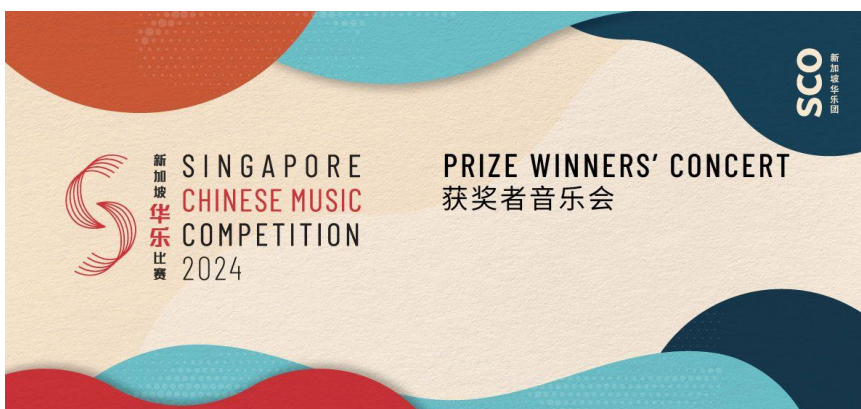 新加坡华乐比赛
SINGAPORE
CHINESE MUSIC
COMPETITION
2024
PRIZE WINNERS’ CONCERT
获奖者音乐会
SCO
新加坡华乐团